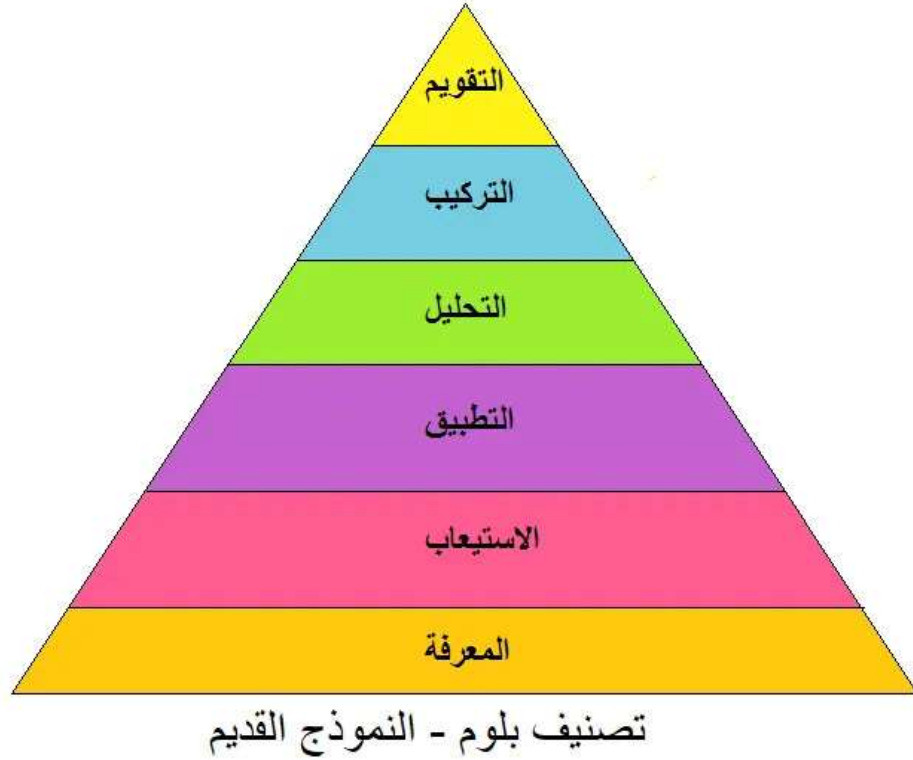 التقويم
التركيب
التحليل
التطبيق
الاستيعاب
المعرفة
تصنيف بلوم - النموذج القديم